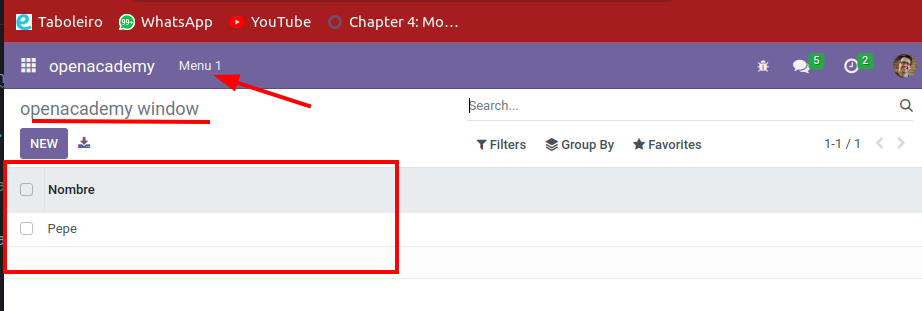 Taboleiro 99+ WhatsApp YouTube Chapter 4: Mo…
openacademy Menu 1 5 2
openacademy window Search...
NEW Filters Group By Favorites 1-1 / 1
Nombre
Pepe